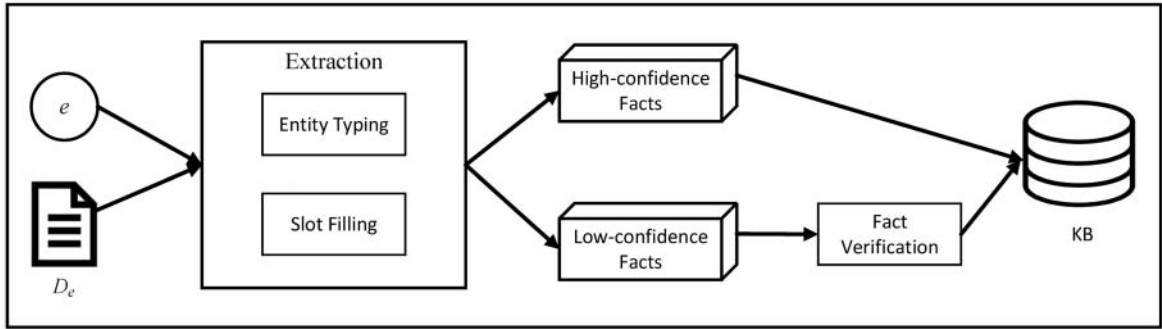 e
D_e
Extraction
Entity Typing
Slot Filling
High-confidence
Facts
Low-confidence
Facts
Fact
Verification
KB